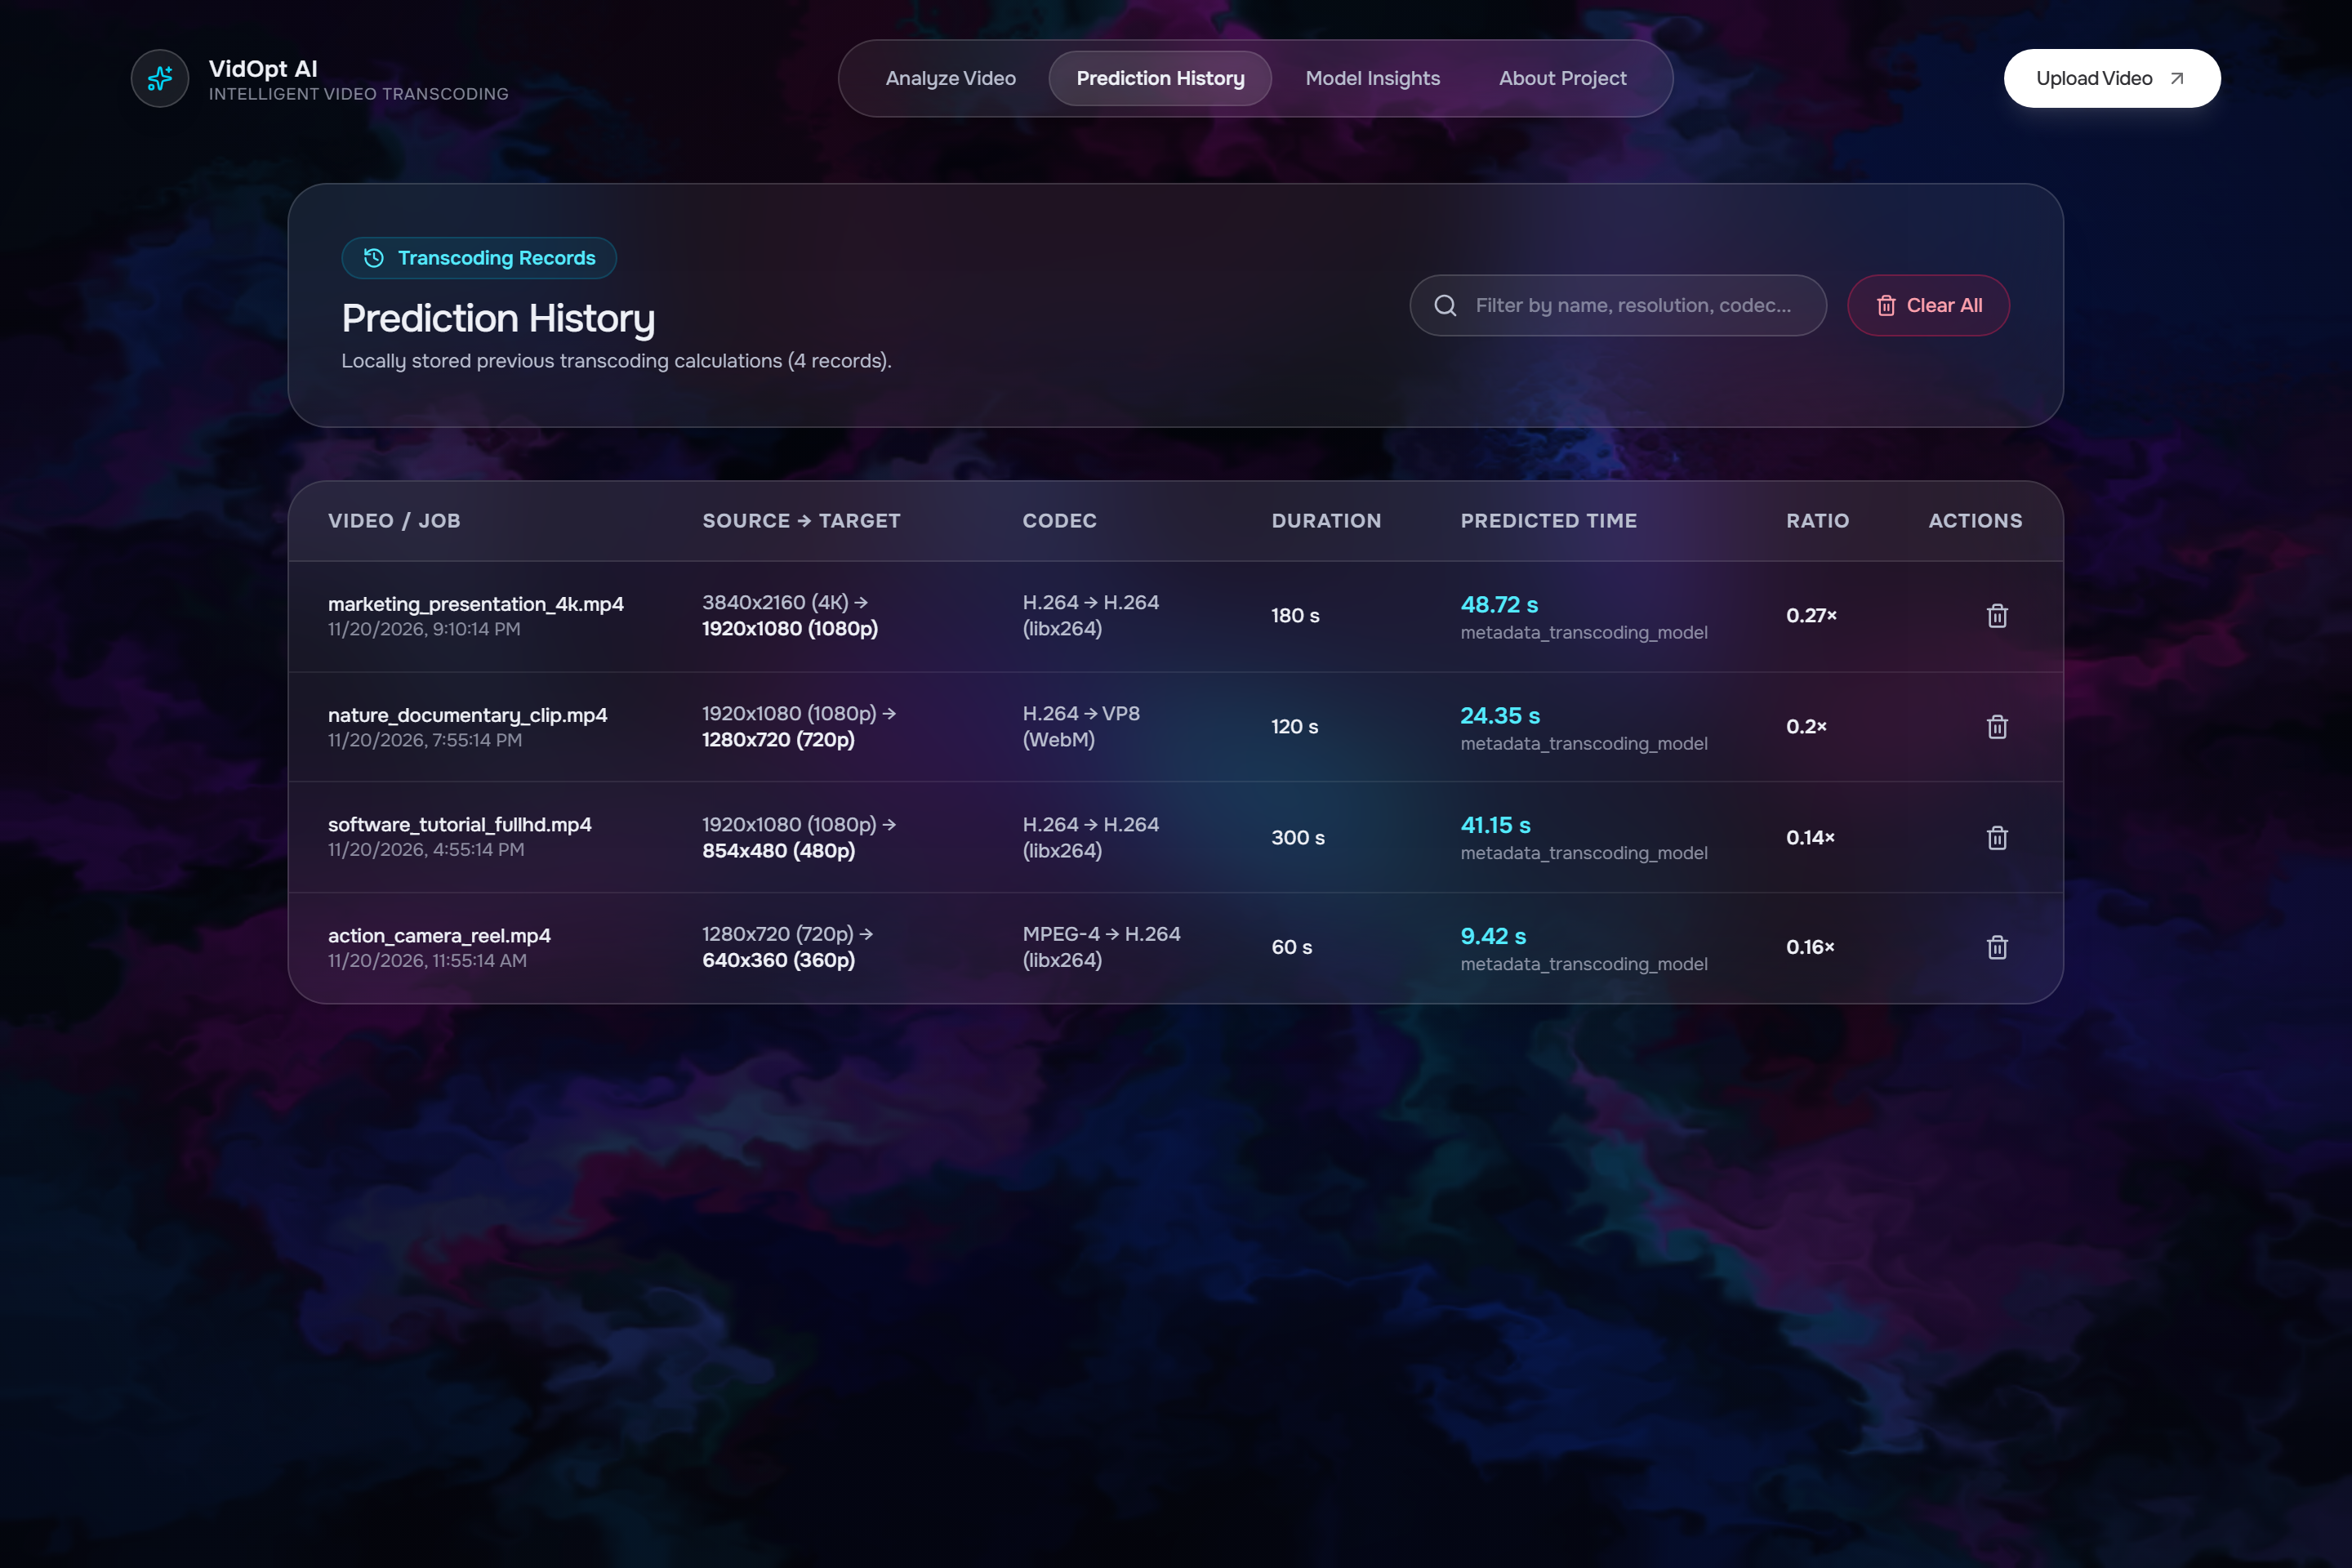 VidOpt AI
INTELLIGENT VIDEO TRANSCODING
Analyze Video
Prediction History
Model Insights
About Project
Upload Video
Transcoding Records
Prediction History
Locally stored previous transcoding calculations (4 records).
Filter by name, resolution, codec...
Clear All
VIDEO / JOB
SOURCE → TARGET
CODEC
DURATION
PREDICTED TIME
RATIO
ACTIONS
marketing_presentation_4k.mp4
11/20/2026, 9:10:14 PM
3840x2160 (4K) →
1920x1080 (1080p)
H.264 → H.264
(libx264)
180 s
48.72 s
metadata_transcoding_model
0.27×
nature_documentary_clip.mp4
11/20/2026, 7:55:14 PM
1920x1080 (1080p) →
1280x720 (720p)
H.264 → VP8
(WebM)
120 s
24.35 s
metadata_transcoding_model
0.2×
software_tutorial_fullhd.mp4
11/20/2026, 4:55:14 PM
1920x1080 (1080p) →
854x480 (480p)
H.264 → H.264
(libx264)
300 s
41.15 s
metadata_transcoding_model
0.14×
action_camera_reel.mp4
11/20/2026, 11:55:14 AM
1280x720 (720p) →
640x360 (360p)
MPEG-4 → H.264
(libx264)
60 s
9.42 s
metadata_transcoding_model
0.16×